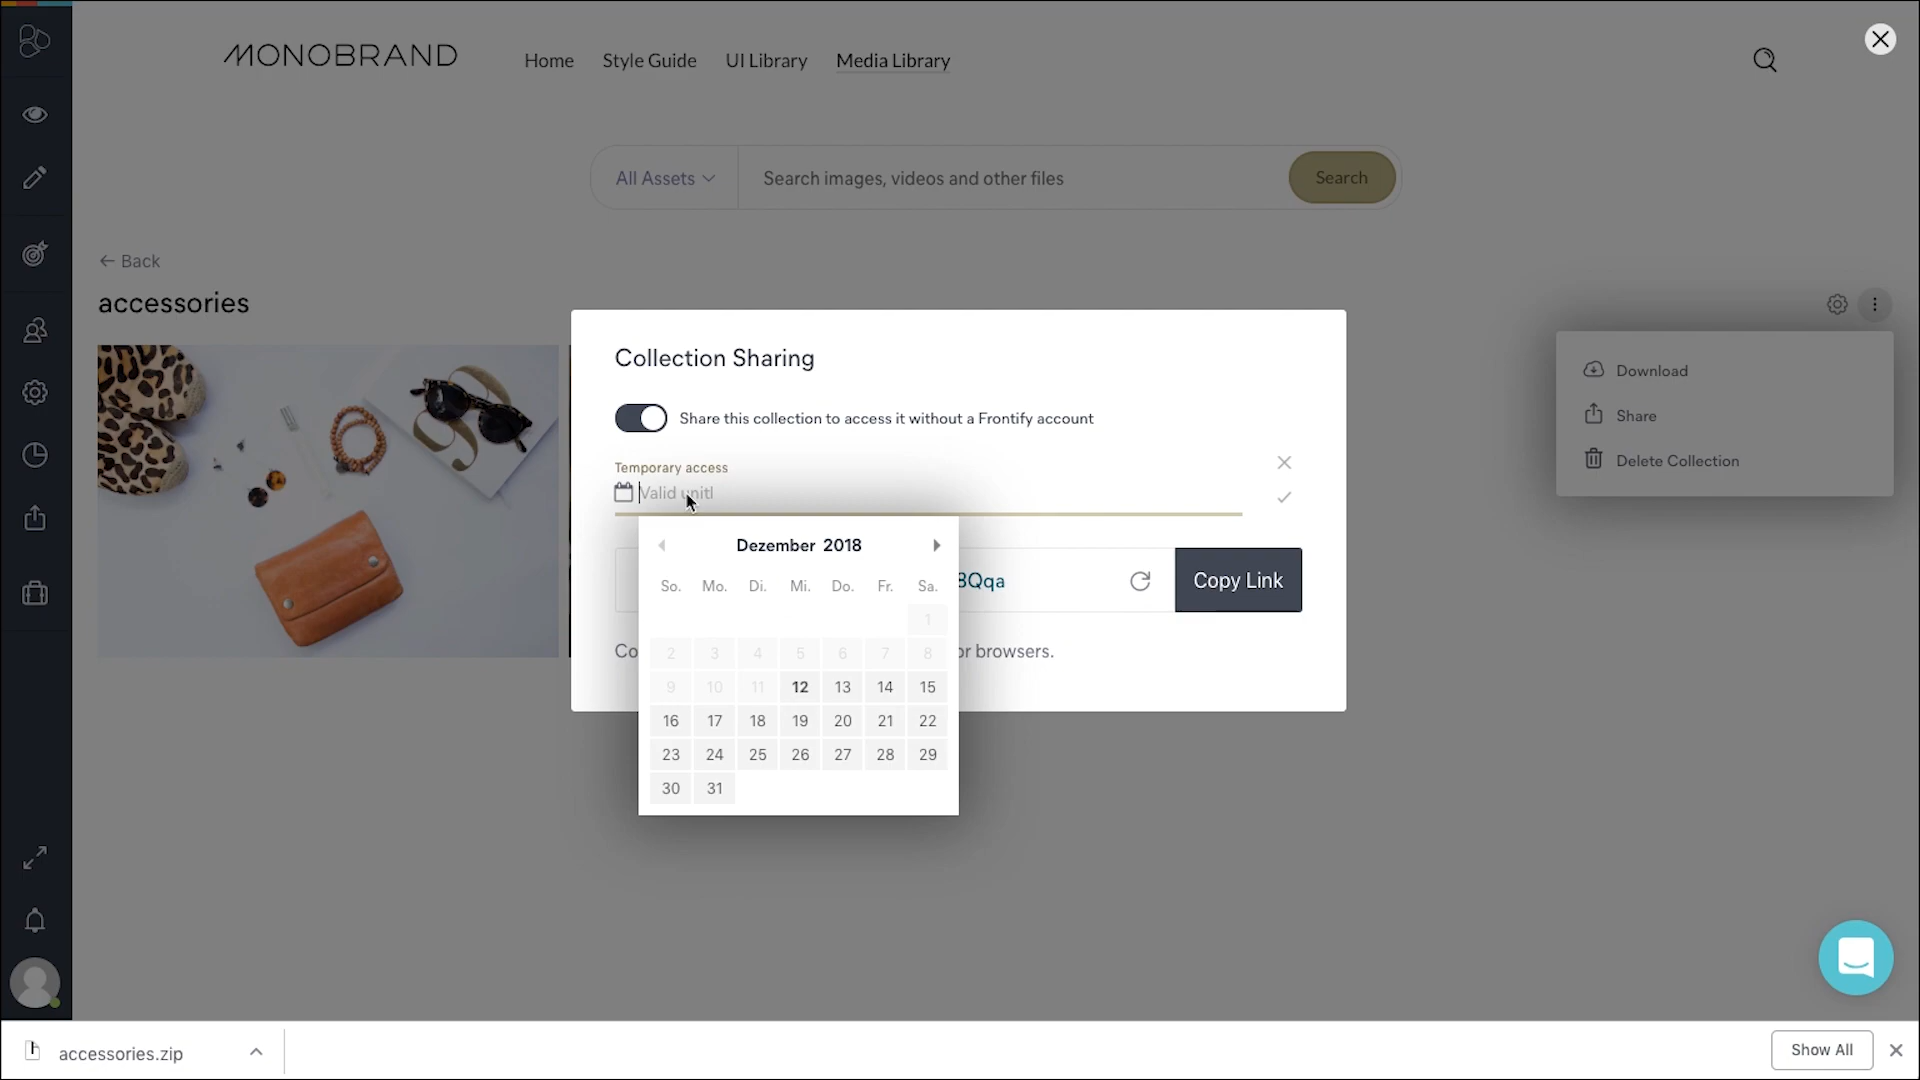 MONOBRAND
Home Style Guide UI Library Media Library
All Assets Search images, videos and other files Search
Back
accessories
Download
Share
Delete Collection
Collection Sharing
Share this collection to access it without a Frontify account
Temporary access
Valid unitl
Dezember 2018
So. Mo. Di. Mi. Do. Fr. Sa.
1
2 3 4 5 6 7 8
9 10 11 12 13 14 15
16 17 18 19 20 21 22
23 24 25 26 27 28 29
30 31
8Qqa Copy Link
Co or browsers.
accessories.zip Show All